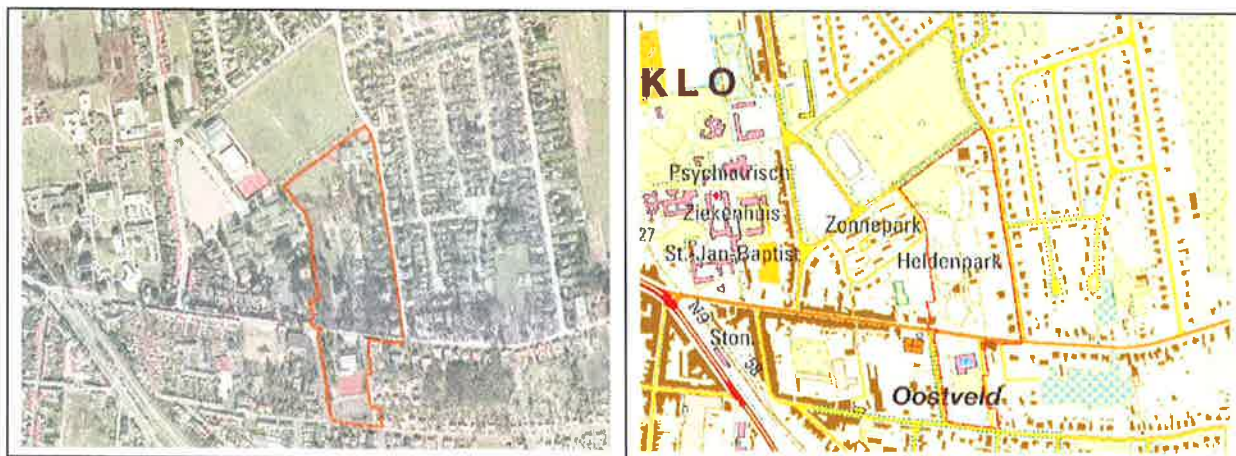 KLO
Psychiatrisch
Ziekenhuis
27
St. Jan-Baptist
Zonnepark
Heldenpark
N9
Ston.
Oostveld